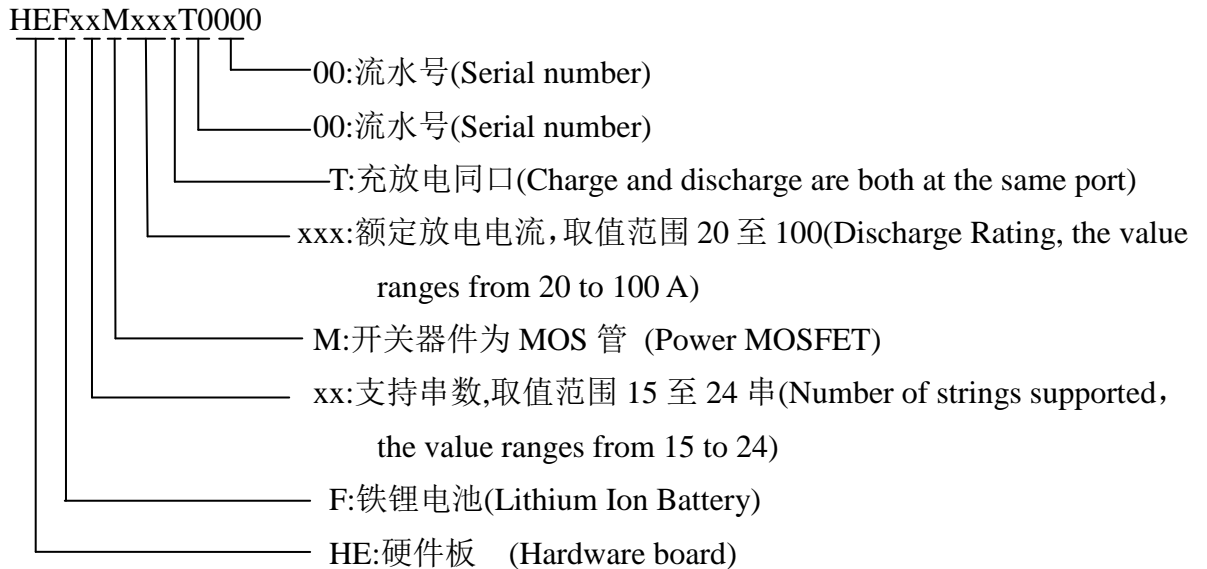 HEFxxMxxxT0000
00:流水号(Serial number)
00:流水号(Serial number)
T:充放电同口(Charge and discharge are both at the same port)
xxx:额定放电电流,取值范围 20 至 100(Discharge Rating, the value
ranges from 20 to 100 A)
M:开关器件为 MOS 管 (Power MOSFET)
xx:支持串数,取值范围 15 至 24 串(Number of strings supported,
the value ranges from 15 to 24)
F:铁锂电池(Lithium Ion Battery)
HE:硬件板 (Hardware board)